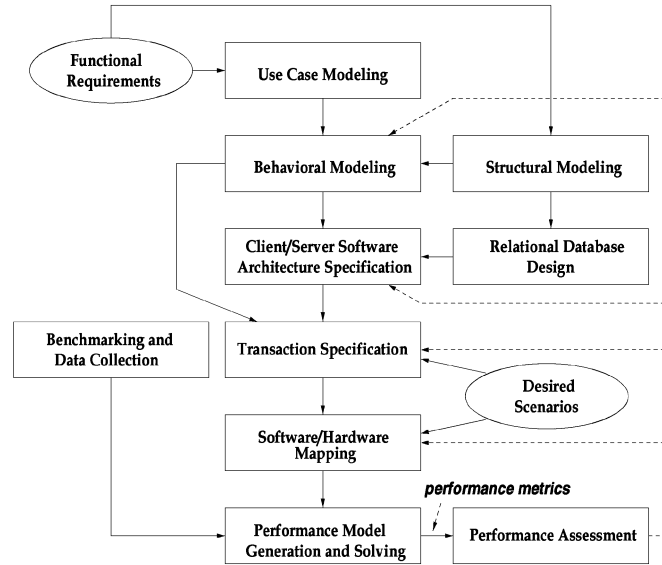 Functional
Requirements
Use Case Modeling
Behavioral Modeling
Structural Modeling
Client/Server Software
Architecture Specification
Relational Database
Design
Benchmarking and
Data Collection
Transaction Specification
Desired
Scenarios
Software/Hardware
Mapping
performance metrics
Performance Model
Generation and Solving
Performance Assessment